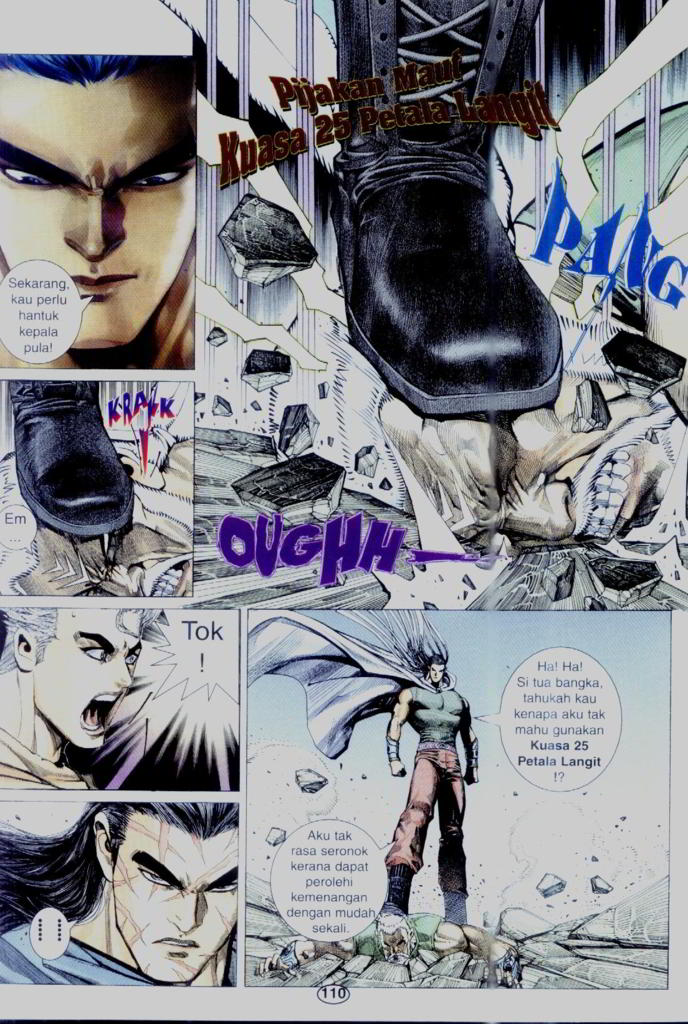 Pijakan Maut
Kuasa 25 Petala Langit
PANG
Sekarang,
kau perlu
hantuk
kepala
pula!
KRAKK
Em
...
OUGHH
Tok
!
Ha! Ha!
Si tua bangka,
tahukah kau
kenapa aku tak
mahu gunakan
Kuasa 25
Petala Langit
!?
Aku tak
rasa seronok
kerana dapat
perolehi
kemenangan
dengan mudah
sekali.
!!
110